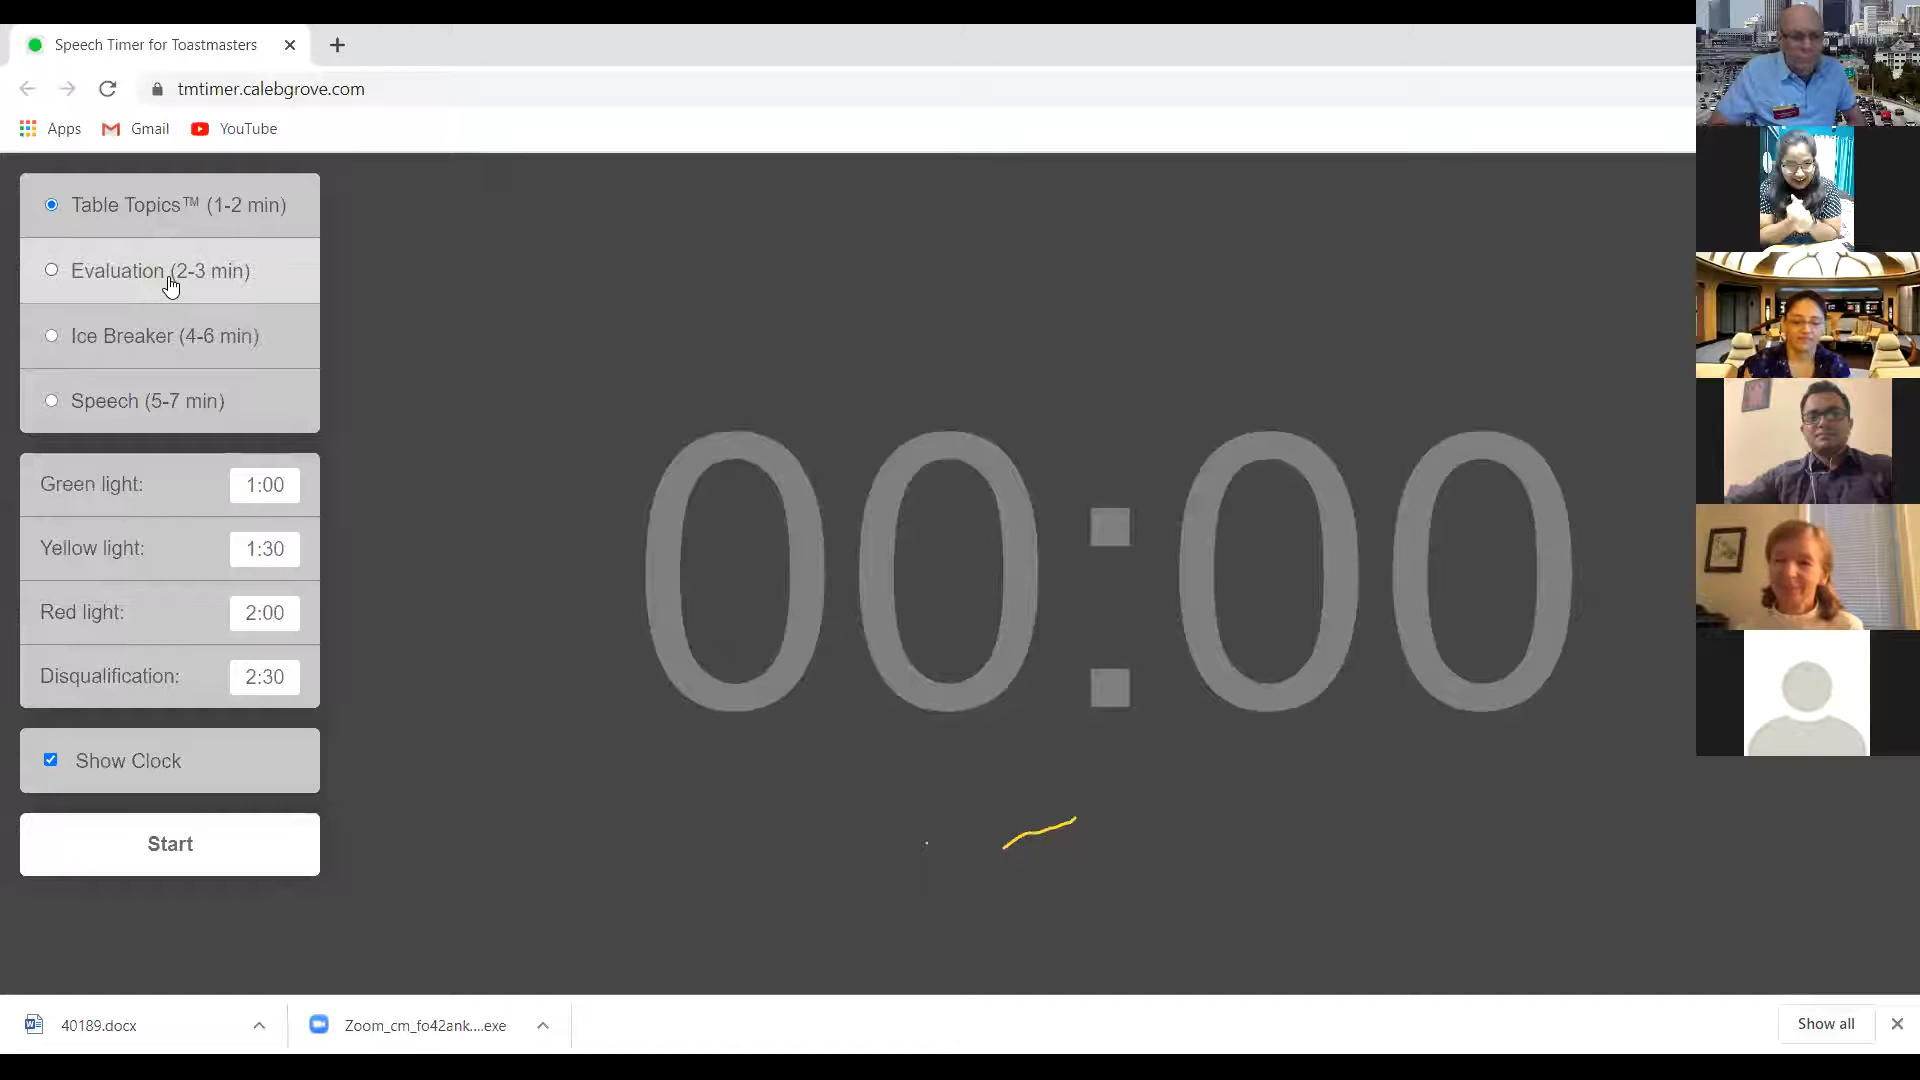 Speech Timer for Toastmasters
tmtimer.calebgrove.com
Apps Gmail YouTube
Table Topics™ (1-2 min)
Evaluation (2-3 min)
Ice Breaker (4-6 min)
Speech (5-7 min)
Green light: 1:00
Yellow light: 1:30
Red light: 2:00
Disqualification: 2:30
Show Clock
Start
00:00
40189.docx
Zoom_cm_fo42ank....exe
Show all